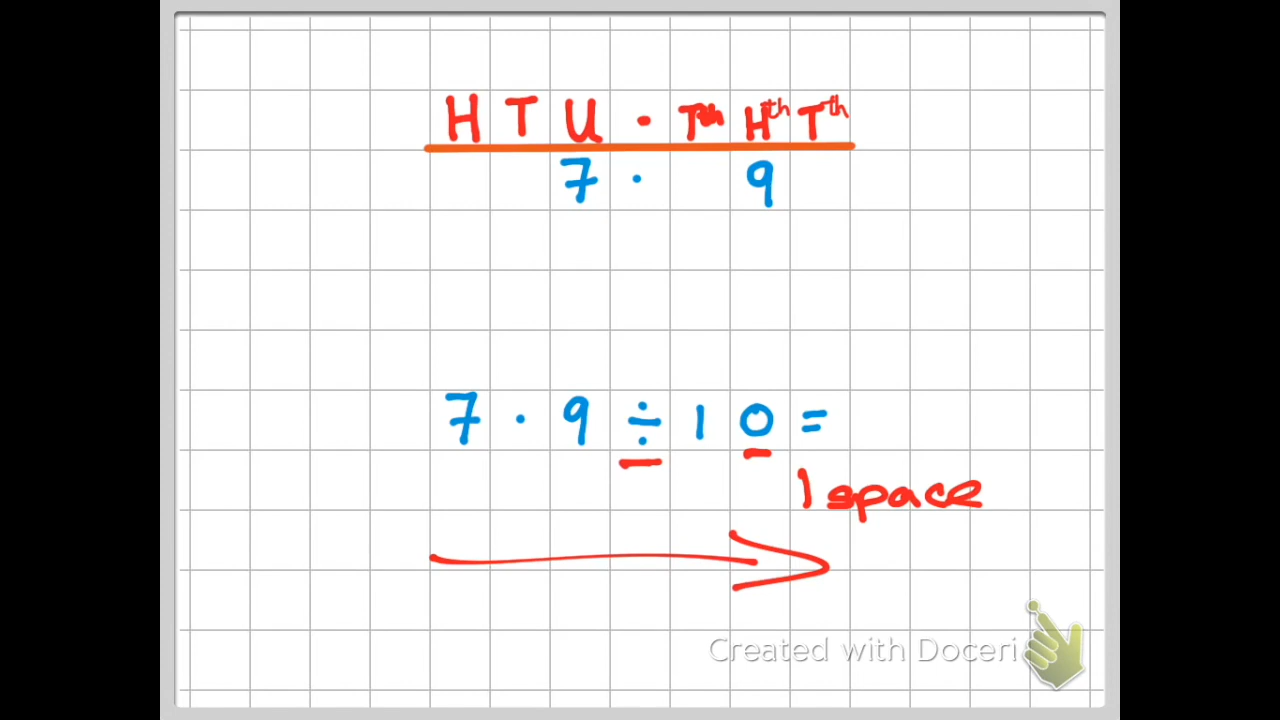 H T U . Tth Hth Tth
7 . 9
7 . 9 ÷ 1 0 =
1 space
Created with Doceri